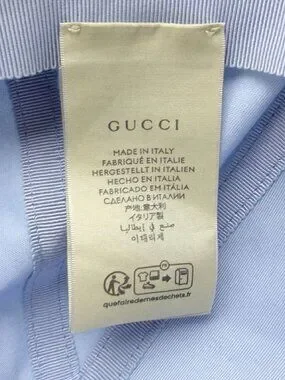 GUCCI
MADE IN ITALY
FABRIQUÉ EN ITALIE
HERGESTELLT IN ITALIEN
HECHO EN ITALIA
FABRICADO EM ITÁLIA
СДЕЛАНО В ИТАЛИИ
产地:意大利
イタリア製
صنع في إيطاليا
이태리제
FR
quefairedemesdechets.fr